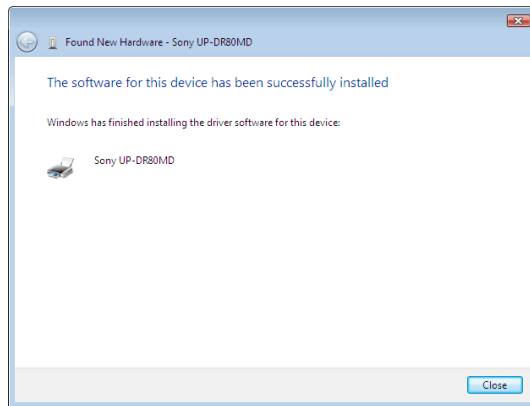 Found New Hardware - Sony UP-DR80MD
The software for this device has been successfully installed
Windows has finished installing the driver software for this device:
Sony UP-DR80MD
Close